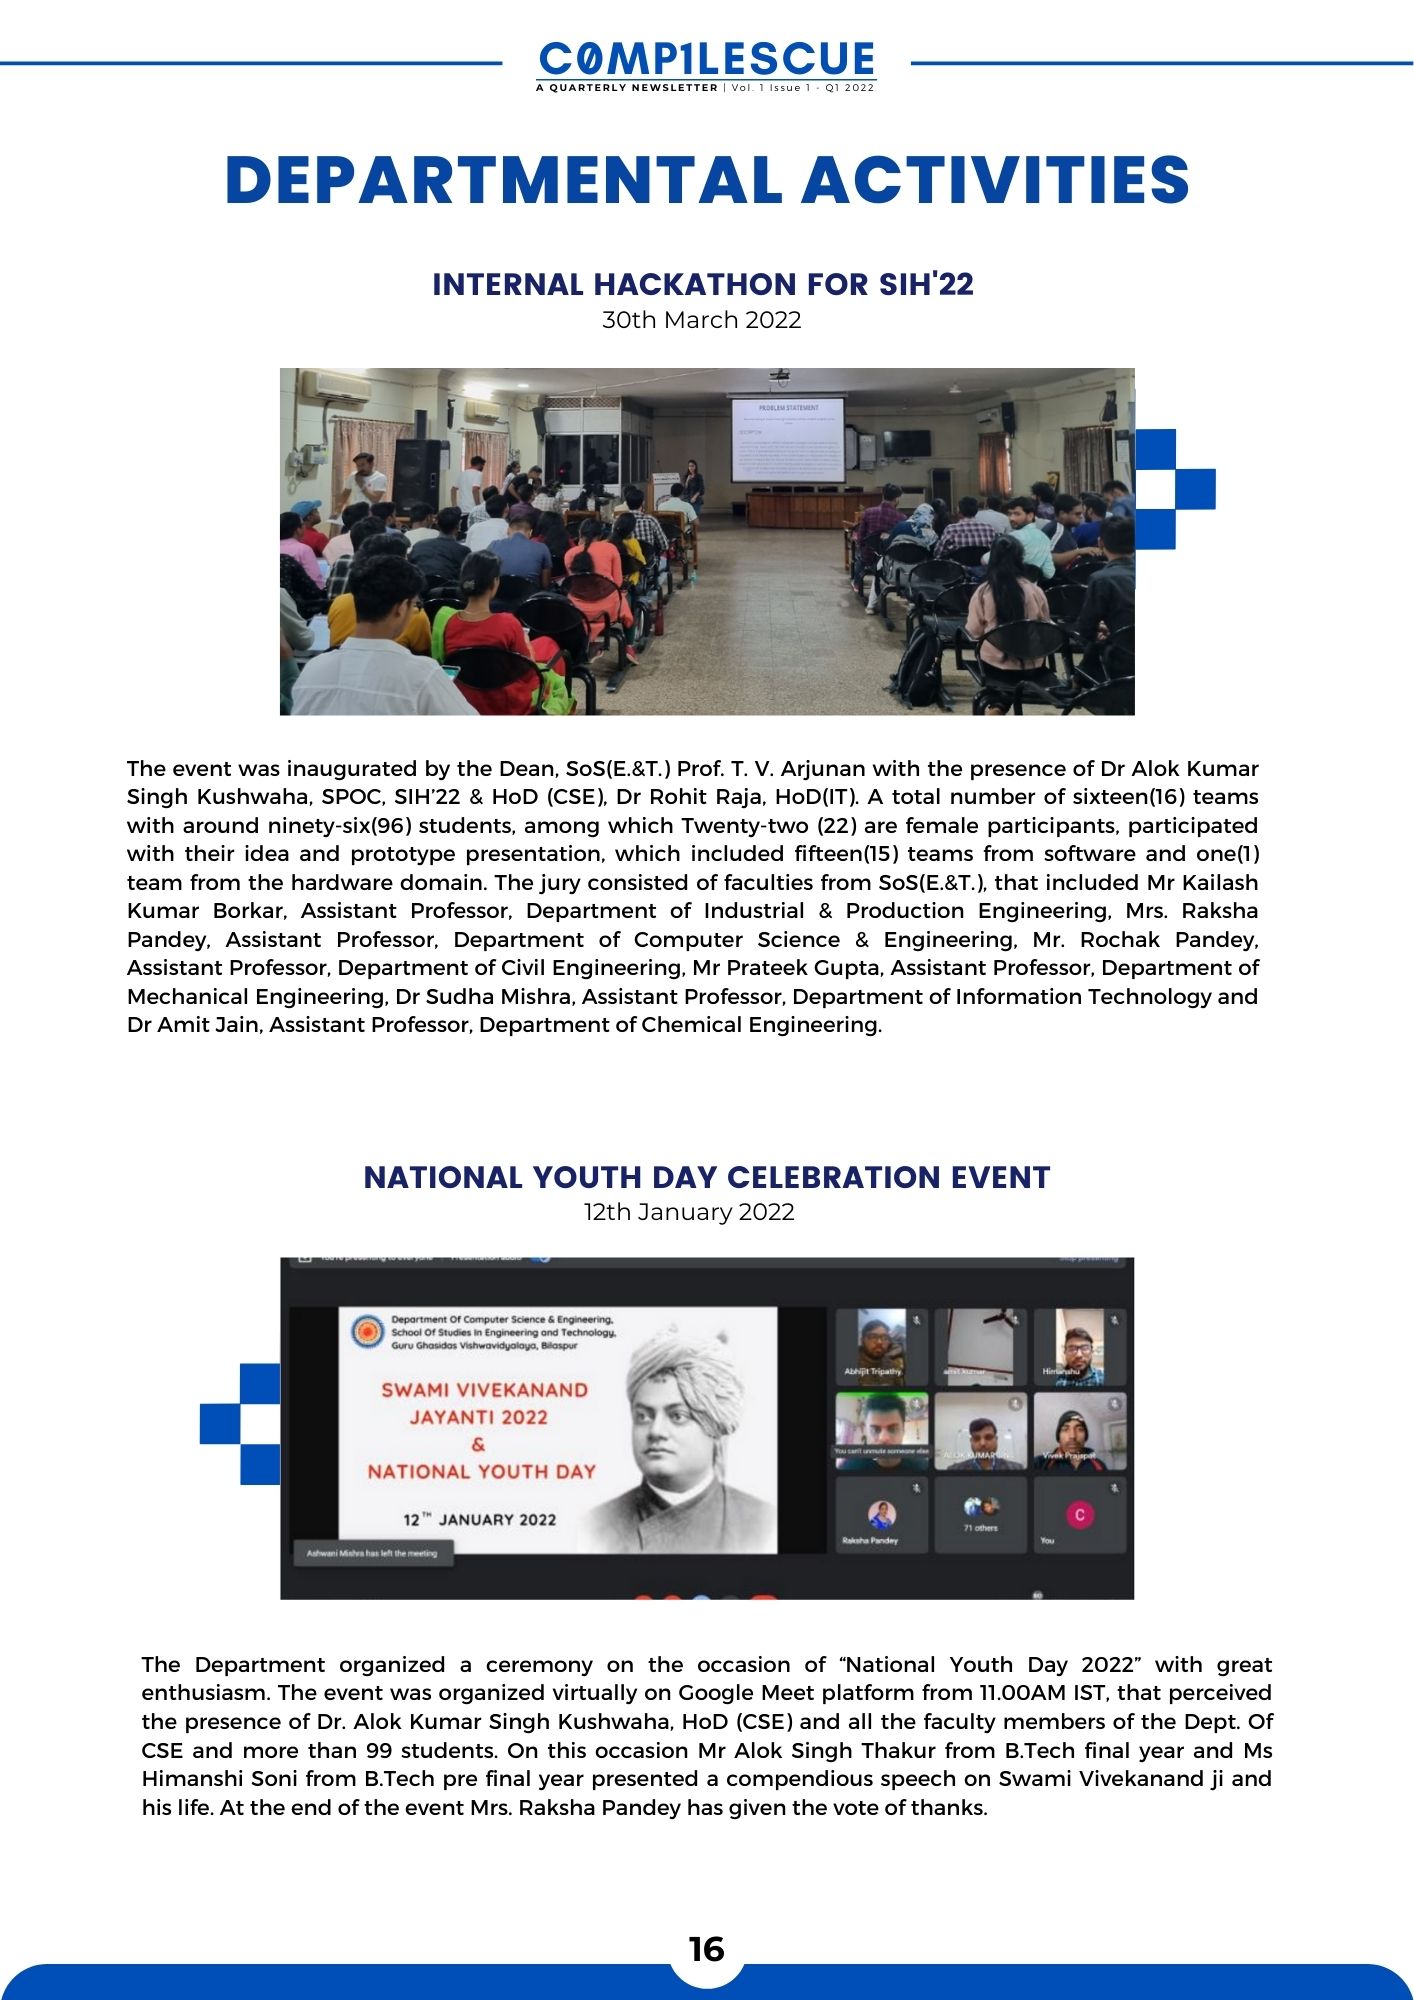 C0MP1LESCUE
A QUARTERLY NEWSLETTER | Vol. 1 Issue 1 - Q1 2022
DEPARTMENTAL ACTIVITIES
INTERNAL HACKATHON FOR SIH'22
30th March 2022
PROBLEM STATEMENT
The event was inaugurated by the Dean, SoS(E.&T.) Prof. T. V. Arjunan with the presence of Dr Alok Kumar
Singh Kushwaha, SPOC, SIH’22 & HoD (CSE), Dr Rohit Raja, HoD(IT). A total number of sixteen(16) teams
with around ninety-six(96) students, among which Twenty-two (22) are female participants, participated
with their idea and prototype presentation, which included fifteen(15) teams from software and one(1)
team from the hardware domain. The jury consisted of faculties from SoS(E.&T.), that included Mr Kailash
Kumar Borkar, Assistant Professor, Department of Industrial & Production Engineering, Mrs. Raksha
Pandey, Assistant Professor, Department of Computer Science & Engineering, Mr. Rochak Pandey,
Assistant Professor, Department of Civil Engineering, Mr Prateek Gupta, Assistant Professor, Department of
Mechanical Engineering, Dr Sudha Mishra, Assistant Professor, Department of Information Technology and
Dr Amit Jain, Assistant Professor, Department of Chemical Engineering.
NATIONAL YOUTH DAY CELEBRATION EVENT
12th January 2022
Department Of Computer Science & Engineering,
School Of Studies In Engineering and Technology,
Guru Ghasidas Vishwavidyalaya, Bilaspur
SWAMI VIVEKANAND
JAYANTI 2022
&
NATIONAL YOUTH DAY
12TH JANUARY 2022
Ashwani Mishra has left the meeting
Abhijit Tripathy
amit kumar
Himanshu
You can't unmute someone else
ALOK KUMAR
Vivek Prajapat
Raksha Pandey
71 others
C
You
The Department organized a ceremony on the occasion of “National Youth Day 2022” with great
enthusiasm. The event was organized virtually on Google Meet platform from 11.00AM IST, that perceived
the presence of Dr. Alok Kumar Singh Kushwaha, HoD (CSE) and all the faculty members of the Dept. Of
CSE and more than 99 students. On this occasion Mr Alok Singh Thakur from B.Tech final year and Ms
Himanshi Soni from B.Tech pre final year presented a compendious speech on Swami Vivekanand ji and
his life. At the end of the event Mrs. Raksha Pandey has given the vote of thanks.
16